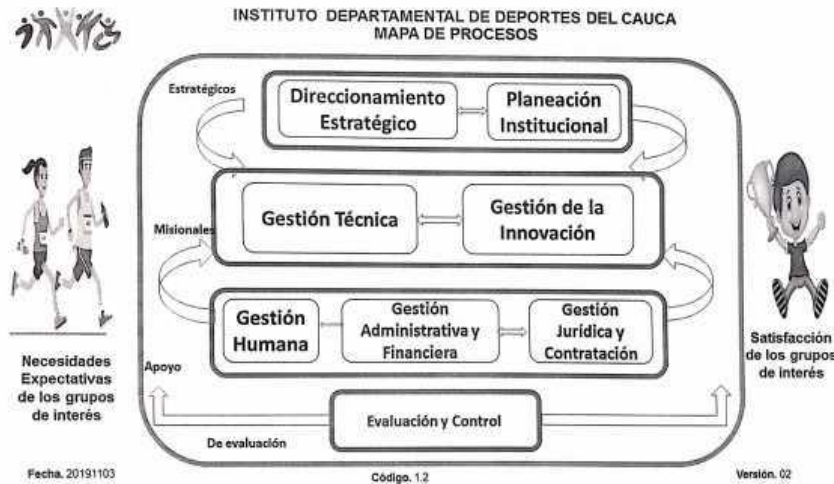 INSTITUTO DEPARTAMENTAL DE DEPORTES DEL CAUCA
MAPA DE PROCESOS
Estratégicos
Direccionamiento
Estratégico
Planeación
Institucional
Misionales
Gestión Técnica
Gestión de la
Innovación
Apoyo
Gestión
Humana
Gestión
Administrativa y
Financiera
Gestión
Jurídica y
Contratación
Necesidades
Expectativas
de los grupos
de interés
Satisfacción
de los grupos
de interés
Evaluación y Control
De evaluación
Fecha. 20191103
Código. 1.2
Versión. 02